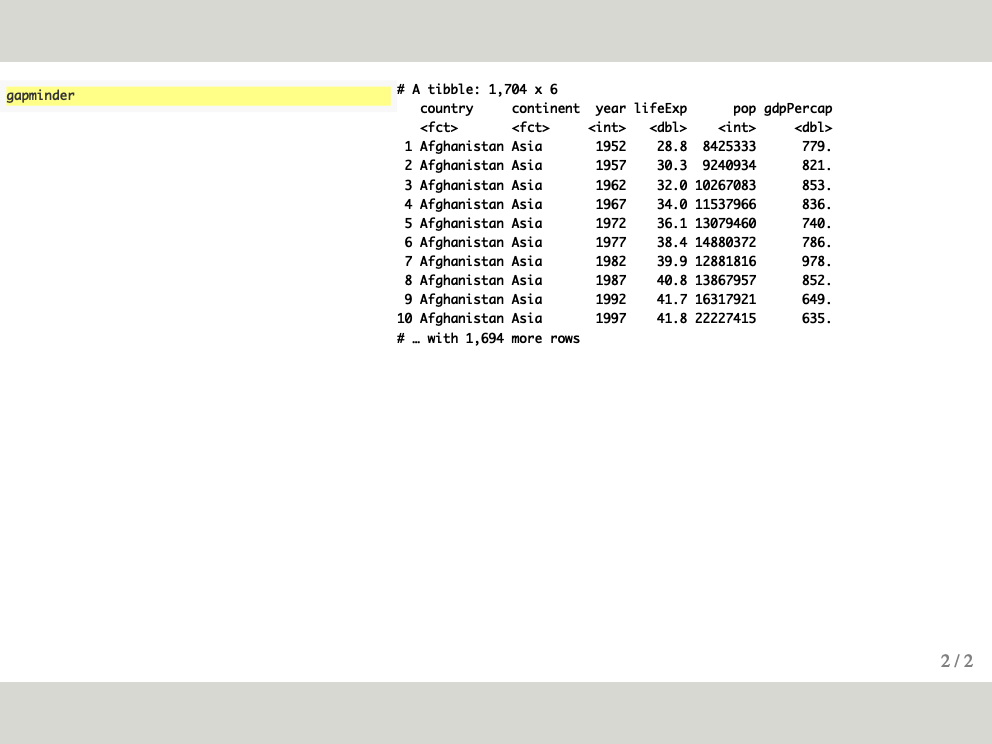 gapminder
# A tibble: 1,704 x 6
   country     continent  year lifeExp      pop gdpPercap
   <fct>       <fct>     <int>   <dbl>    <int>     <dbl>
 1 Afghanistan Asia       1952    28.8  8425333      779.
 2 Afghanistan Asia       1957    30.3  9240934      821.
 3 Afghanistan Asia       1962    32.0 10267083      853.
 4 Afghanistan Asia       1967    34.0 11537966      836.
 5 Afghanistan Asia       1972    36.1 13079460      740.
 6 Afghanistan Asia       1977    38.4 14880372      786.
 7 Afghanistan Asia       1982    39.9 12881816      978.
 8 Afghanistan Asia       1987    40.8 13867957      852.
 9 Afghanistan Asia       1992    41.7 16317921      649.
10 Afghanistan Asia       1997    41.8 22227415      635.
# … with 1,694 more rows
2 / 2